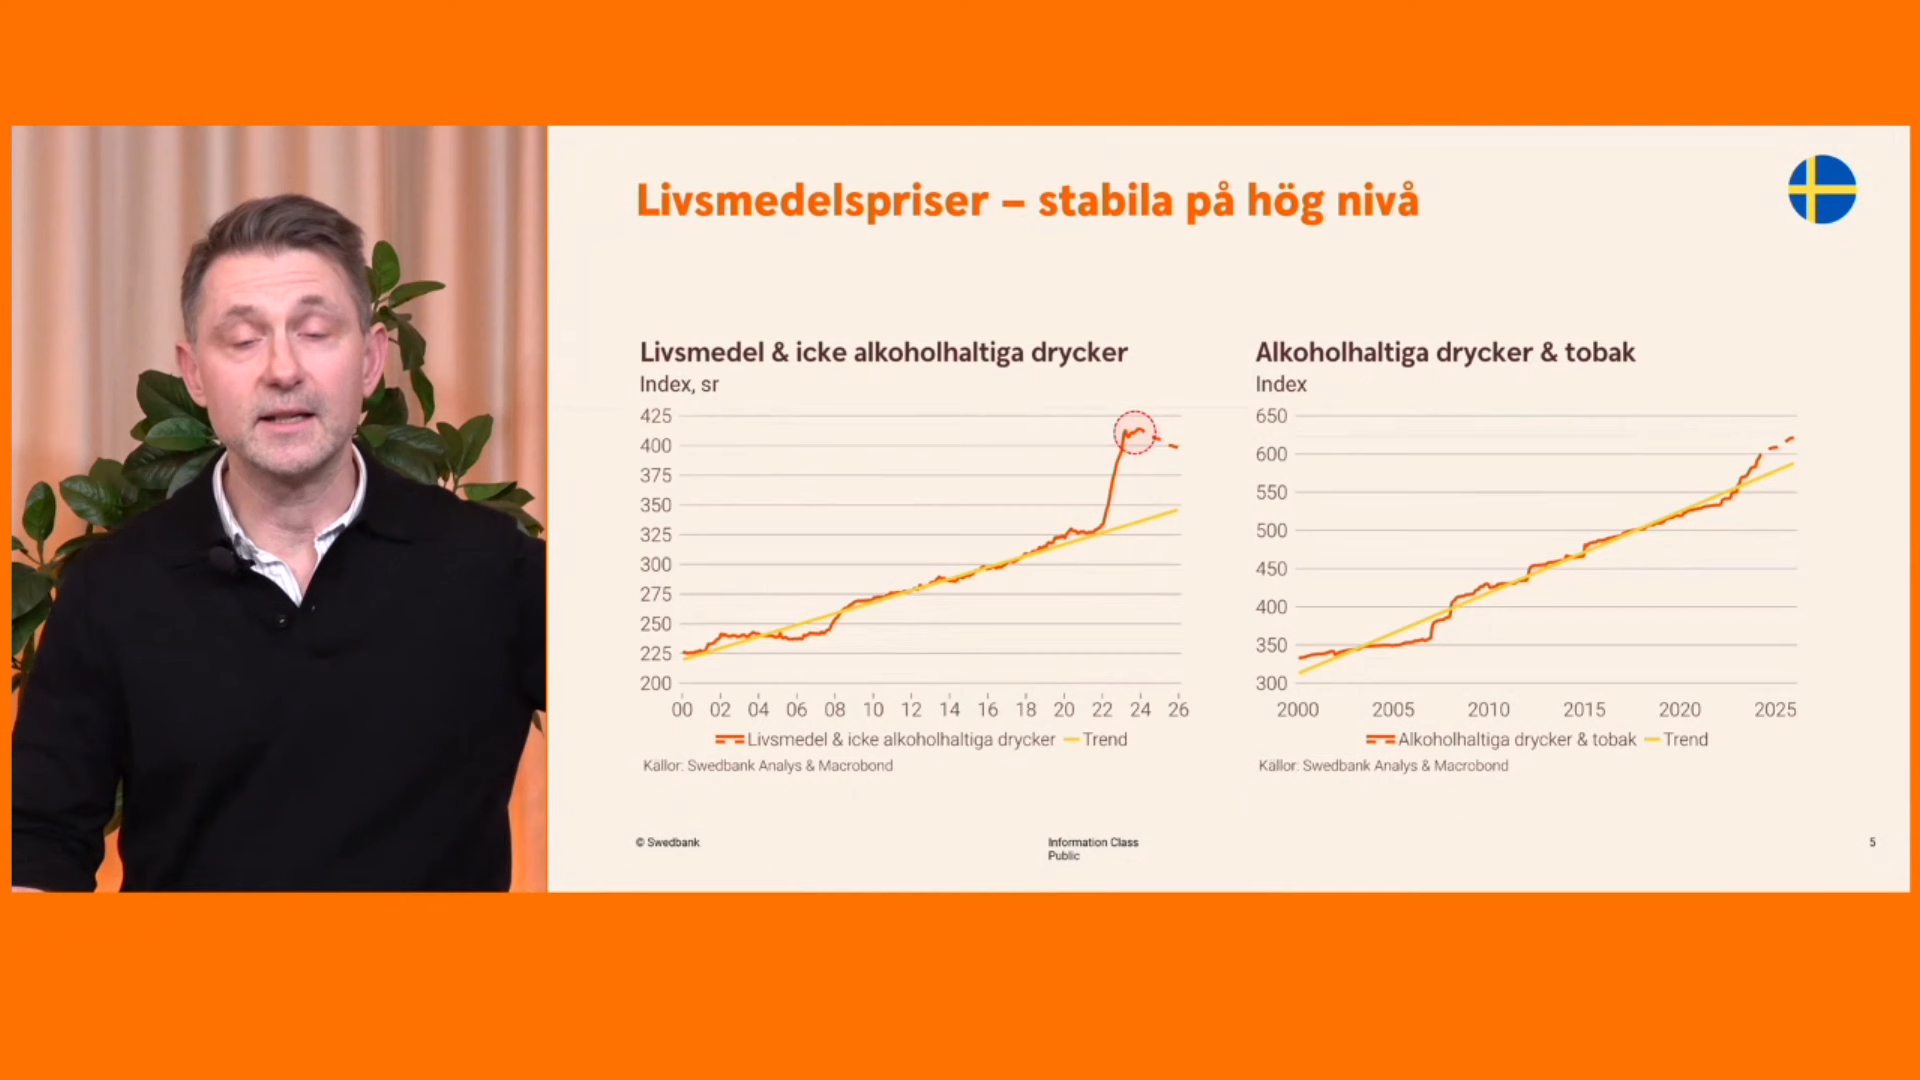 Livsmedelspriser – stabila på hög nivå
Livsmedel & icke alkoholhaltiga drycker
Index, sr
425
400
375
350
325
300
275
250
225
200
00 02 04 06 08 10 12 14 16 18 20 22 24 26
Livsmedel & icke alkoholhaltiga drycker Trend
Källor: Swedbank Analys & Macrobond
Alkoholhaltiga drycker & tobak
Index
650
600
550
500
450
400
350
300
2000 2005 2010 2015 2020 2025
Alkoholhaltiga drycker & tobak Trend
Källor: Swedbank Analys & Macrobond
© Swedbank
Information Class
Public
5